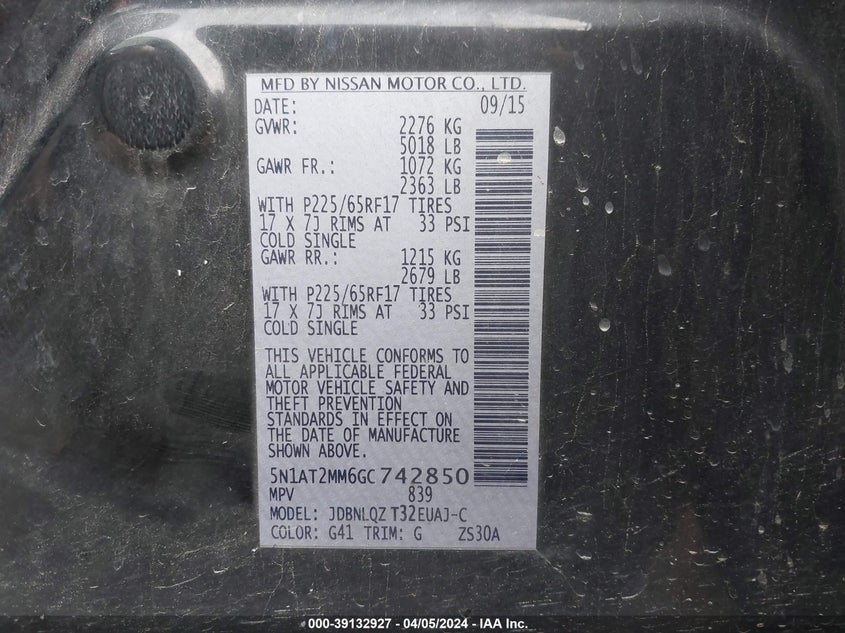 MFD BY NISSAN MOTOR CO., LTD.
DATE: 09/15
GVWR: 2276 KG
5018 LB
GAWR FR.: 1072 KG
2363 LB
WITH P225/65RF17 TIRES
17 X 7J RIMS AT 33 PSI
COLD SINGLE
GAWR RR.: 1215 KG
2679 LB
WITH P225/65RF17 TIRES
17 X 7J RIMS AT 33 PSI
COLD SINGLE
THIS VEHICLE CONFORMS TO
ALL APPLICABLE FEDERAL
MOTOR VEHICLE SAFETY AND
THEFT PREVENTION
STANDARDS IN EFFECT ON
THE DATE OF MANUFACTURE
SHOWN ABOVE.
5N1AT2MM6GC742850
MPV 839
MODEL: JDBNLQZ T32EUAJ-C
COLOR: G41 TRIM: G ZS30A
000-39132927 - 04/05/2024 - IAA Inc.